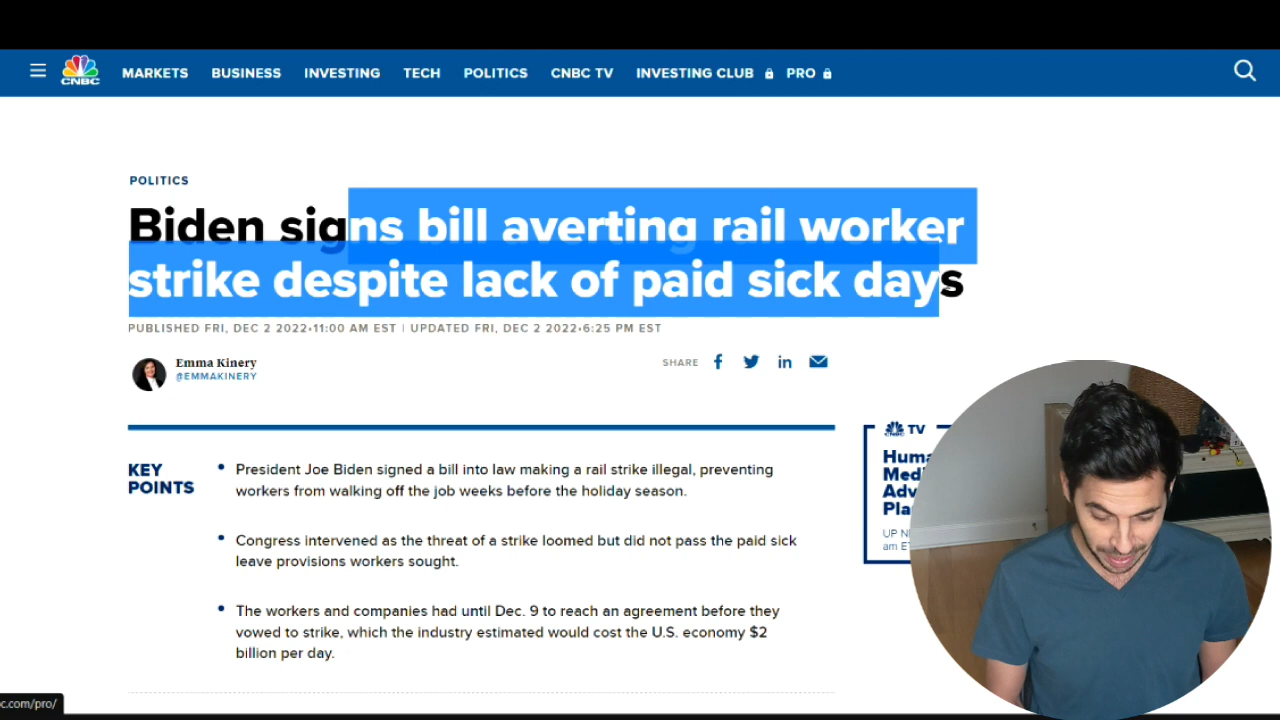 CNBC
MARKETS BUSINESS INVESTING TECH POLITICS CNBC TV INVESTING CLUB PRO
POLITICS
Biden signs bill averting rail worker
strike despite lack of paid sick days
PUBLISHED FRI, DEC 2 2022•11:00 AM EST | UPDATED FRI, DEC 2 2022•6:25 PM EST
Emma Kinery
@EMMAKINERY
SHARE
KEY
POINTS
• President Joe Biden signed a bill into law making a rail strike illegal, preventing
workers from walking off the job weeks before the holiday season.
• Congress intervened as the threat of a strike loomed but did not pass the paid sick
leave provisions workers sought.
• The workers and companies had until Dec. 9 to reach an agreement before they
vowed to strike, which the industry estimated would cost the U.S. economy $2
billion per day.
CNBC TV
UP
am
c.com/pro/